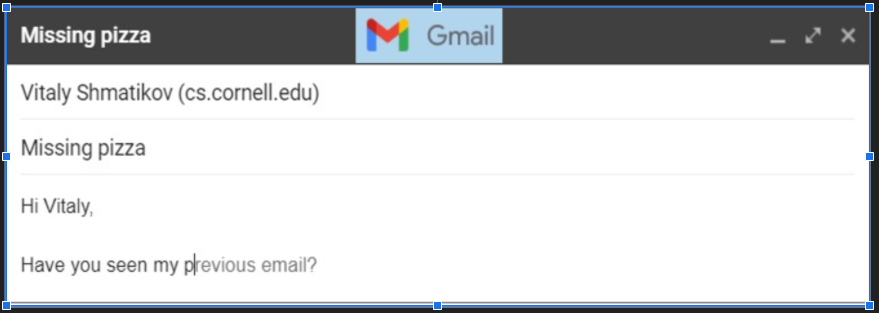 Missing pizza
Gmail
Vitaly Shmatikov (cs.cornell.edu)
Missing pizza
Hi Vitaly,
Have you seen my previous email?